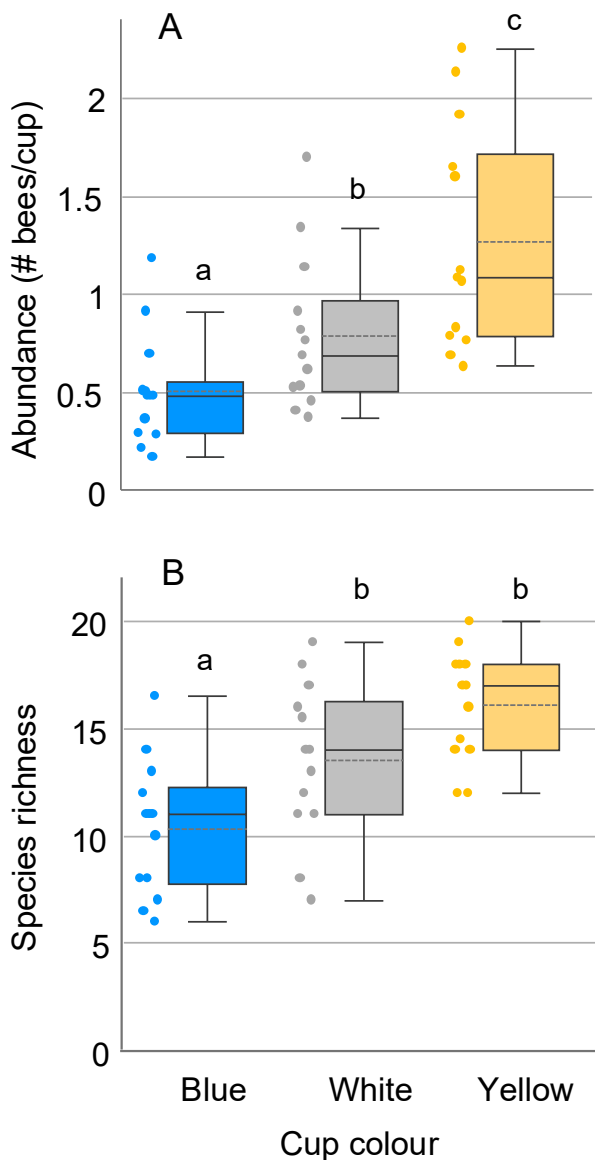 A
Abundance (# bees/cup)
2
1.5
1
0.5
0
a
b
c
B
Species richness
20
15
10
5
0
a
b
b
Blue White Yellow
Cup colour